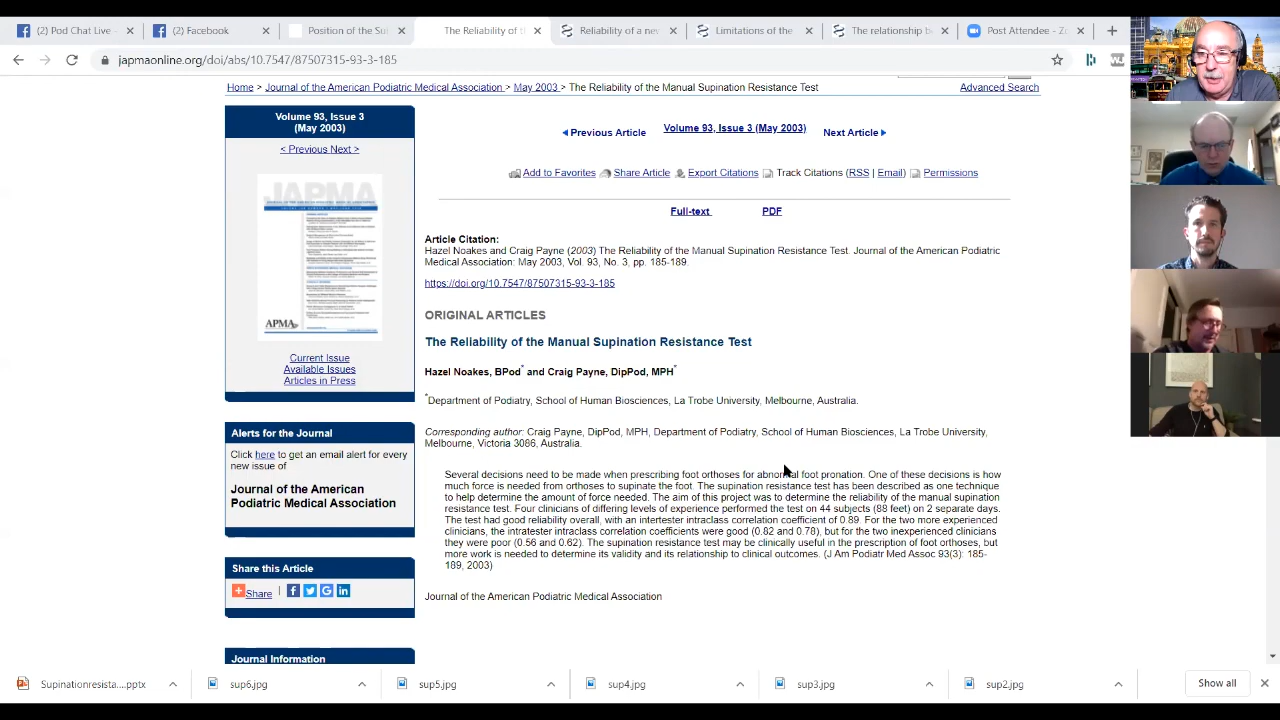 (2) Pod Chat Live -
(2) Facebook
Position of the Su
The Reliability of t
Reliability of a ne
Limitations of the
The relationship b
Post Attendee - Z
japmaonline.org/doi/abs/10.7547/87507315-93-3-185
Home > Journal of the American Podiatric Medical Association > May 2003 > The Reliability of the Manual Supination Resistance Test
Advanced Search
Volume 93, Issue 3
(May 2003)
< Previous Next >
Previous Article
Volume 93, Issue 3 (May 2003)
Next Article
Add to Favorites
Share Article
Export Citations
Track Citations (RSS | Email)
Permissions
Full-text
PDF
JAPMA
APMA
Article Citation:
Hazel Noakes and Craig Payne (2003) The Reliability of the Manual Supination Resistance Test. Journal of the American Podiatric
Medical Association: May 2003, Vol. 93, No. 3, pp. 185-189.
https://doi.org/10.7547/87507315-93-3-185
ORIGINAL ARTICLES
The Reliability of the Manual Supination Resistance Test
Hazel Noakes, BPod* and Craig Payne, DipPod, MPH*
*Department of Podiatry, School of Human Biosciences, La Trobe University, Melbourne, Australia.
Corresponding author: Craig Payne, DipPod, MPH, Department of Podiatry, School of Human Biosciences, La Trobe University,
Melbourne, Victoria 3086, Australia.
Several decisions need to be made when prescribing foot orthoses for abnormal foot pronation. One of these decisions is how
much force is needed from orthoses to supinate the foot. The supination resistance test has been described as one technique
to help determine the amount of force needed. The aim of this project was to determine the reliability of the manual supination
resistance test. Four clinicians of differing levels of experience performed the test on 44 subjects (88 feet) on 2 separate days.
The test had good reliability overall, with an intertester intraclass correlation coefficient of 0.89. For the two more experienced
clinicians, the intratester intraclass correlation coefficients were good (0.82 and 0.78), but for the two inexperienced clinicians
they were poor (0.56 and 0.62). The supination resistance test may be clinically useful in the prescription of foot orthoses, but
more work is needed to determine its validity and its relationship to clinical outcomes. (J Am Podiatr Med Assoc 93(3): 185-
189, 2003)
Journal of the American Podiatric Medical Association
Current Issue
Available Issues
Articles in Press
Alerts for the Journal
Click here to get an email alert for every
new issue of
Journal of the American
Podiatric Medical Association
Share this Article
Share |
Journal Information
Supinationresista....pptx
sup6.jpg
sup5.jpg
sup4.jpg
sup3.jpg
sup2.jpg
Show all